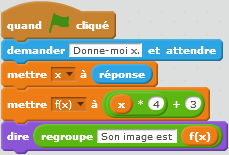 quand cliqué
demander Donne-moi x. et attendre
mettre x à réponse
mettre f(x) à x * 4 + 3
dire regroupe Son image est f(x)